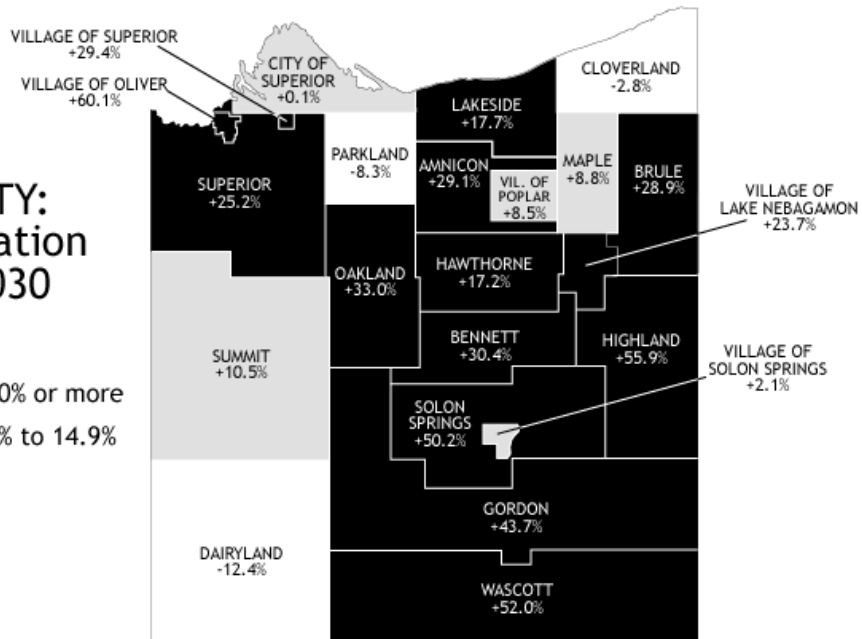 VILLAGE OF SUPERIOR
+29.4%
VILLAGE OF OLIVER
+60.1%
CITY OF
SUPERIOR
+0.1%
CLOVERLAND
-2.8%
LAKESIDE
+17.7%
PARKLAND
-8.3%
AMNICON
+29.1%
VIL. OF
POPLAR
+8.5%
MAPLE
+8.8%
BRULE
+28.9%
SUPERIOR
+25.2%
VILLAGE OF
LAKE NEBAGAMON
+23.7%
TY:
ation
030
OAKLAND
+33.0%
HAWTHORNE
+17.2%
BENNETT
+30.4%
HIGHLAND
+55.9%
SUMMIT
+10.5%
VILLAGE OF
SOLON SPRINGS
+2.1%
0% or more
% to 14.9%
SOLON
SPRINGS
+50.2%
GORDON
+43.7%
DAIRYLAND
-12.4%
WASCOTT
+52.0%